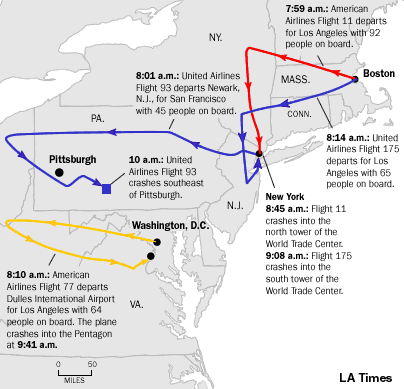 7:59 a.m.: American
Airlines Flight 11 departs
for Los Angeles with 92
people on board.
NY.
8:01 a.m.: United Airlines
Flight 93 departs Newark,
N.J., for San Francisco
with 45 people on board.
MASS.
Boston
CONN.
PA.
8:14 a.m.: United
Airlines Flight 175
departs for Los
Angeles with 65
people on board.
Pittsburgh
10 a.m.: United
Airlines Flight 93
crashes southeast
of Pittsburgh.
N.J.
New York
8:45 a.m.: Flight 11
crashes into the
north tower of the
World Trade Center.
9:08 a.m.: Flight 175
crashes into the
south tower of the
World Trade Center.
Washington, D.C.
8:10 a.m.: American
Airlines Flight 77 departs
Dulles International Airport
for Los Angeles with 64
people on board. The plane
crashes into the Pentagon
at 9:41 a.m.
VA.
0 50
MILES
LA Times